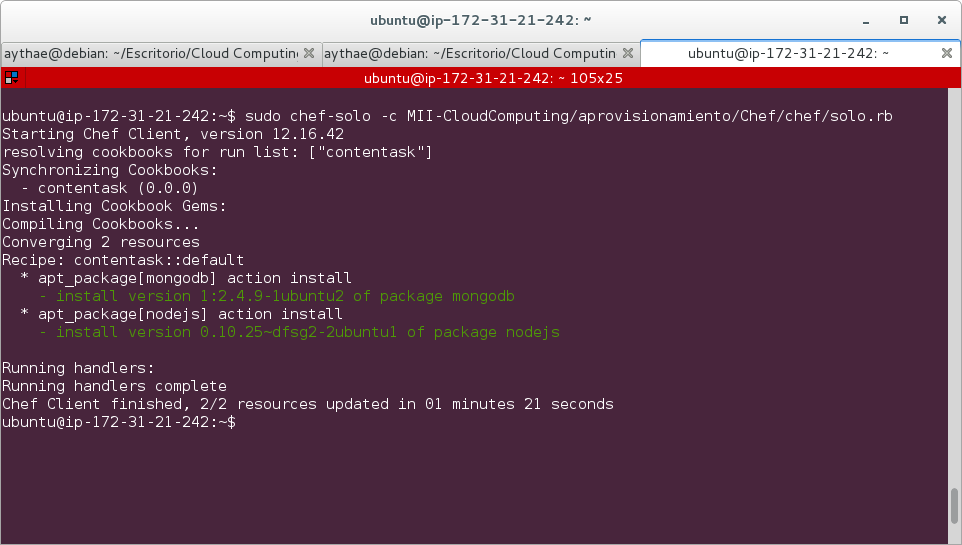 ubuntu@ip-172-31-21-242: ~
aythae@debian: ~/Escritorio/Cloud Computing
aythae@debian: ~/Escritorio/Cloud Computin
ubuntu@ip-172-31-21-242: ~
ubuntu@ip-172-31-21-242: ~ 105x25
ubuntu@ip-172-31-21-242:~$ sudo chef-solo -c MII-CloudComputing/aprovisionamiento/Chef/chef/solo.rb
Starting Chef Client, version 12.16.42
resolving cookbooks for run list: ["contentask"]
Synchronizing Cookbooks:
  - contentask (0.0.0)
Installing Cookbook Gems:
Compiling Cookbooks...
Converging 2 resources
Recipe: contentask::default
  * apt_package[mongodb] action install
    - install version 1:2.4.9-1ubuntu2 of package mongodb
  * apt_package[nodejs] action install
    - install version 0.10.25~dfsg2-2ubuntu1 of package nodejs
Running handlers:
Running handlers complete
Chef Client finished, 2/2 resources updated in 01 minutes 21 seconds
ubuntu@ip-172-31-21-242:~$